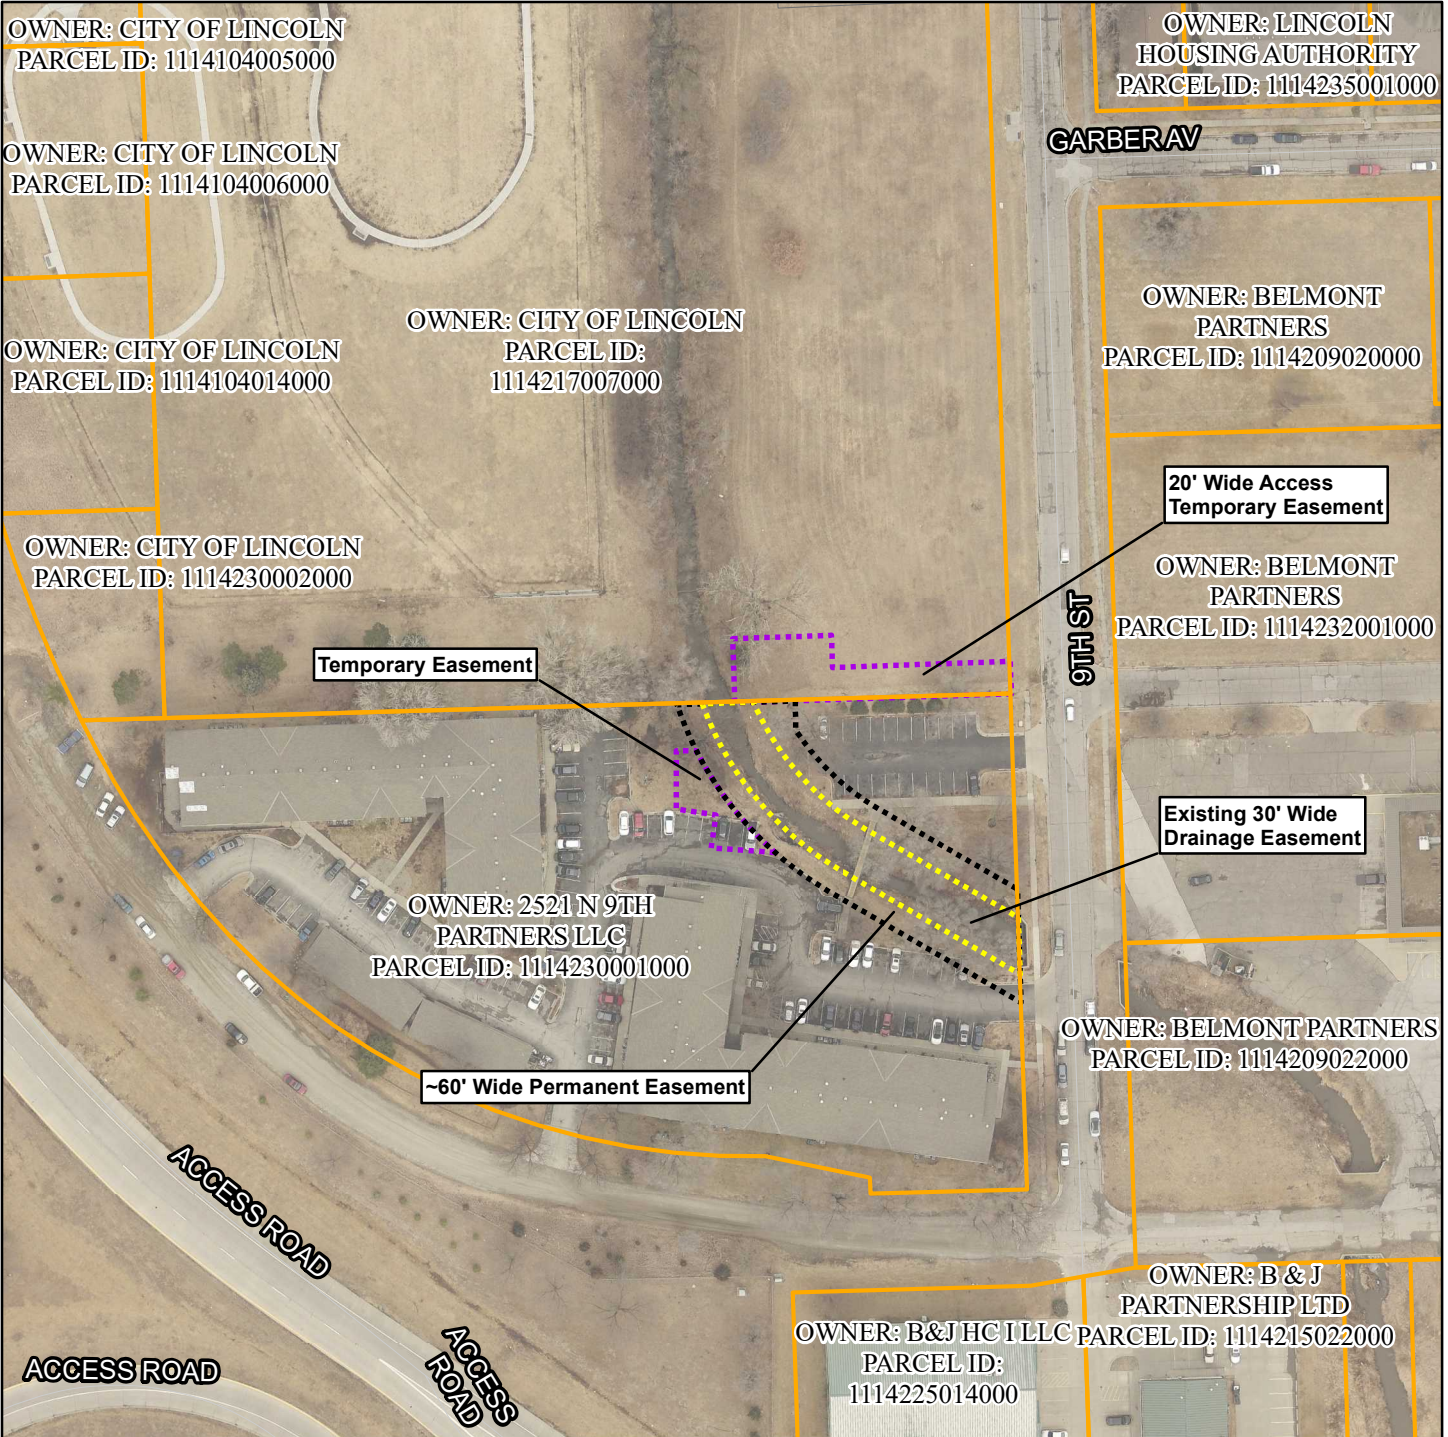 OWNER: CITY OF LINCOLN
PARCEL ID: 1114104005000
OWNER: LINCOLN
HOUSING AUTHORITY
PARCEL ID: 1114235001000
GARBER AV
OWNER: CITY OF LINCOLN
PARCEL ID: 1114104006000
OWNER: BELMONT
PARTNERS
PARCEL ID: 1114209020000
OWNER: CITY OF LINCOLN
PARCEL ID:
1114217007000
OWNER: CITY OF LINCOLN
PARCEL ID: 1114104014000
20' Wide Access
Temporary Easement
OWNER: CITY OF LINCOLN
PARCEL ID: 1114230002000
OWNER: BELMONT
PARTNERS
PARCEL ID: 1114232001000
9TH ST
Temporary Easement
Existing 30' Wide
Drainage Easement
OWNER: 2521 N 9TH
PARTNERS LLC
PARCEL ID: 1114230001000
OWNER: BELMONT PARTNERS
PARCEL ID: 1114209022000
~60' Wide Permanent Easement
ACCESS ROAD
OWNER: B & J
PARTNERSHIP LTD
PARCEL ID: 1114215022000
OWNER: B&J HC I LLC
PARCEL ID:
1114225014000
ACCESS ROAD
ACCESS
ROAD